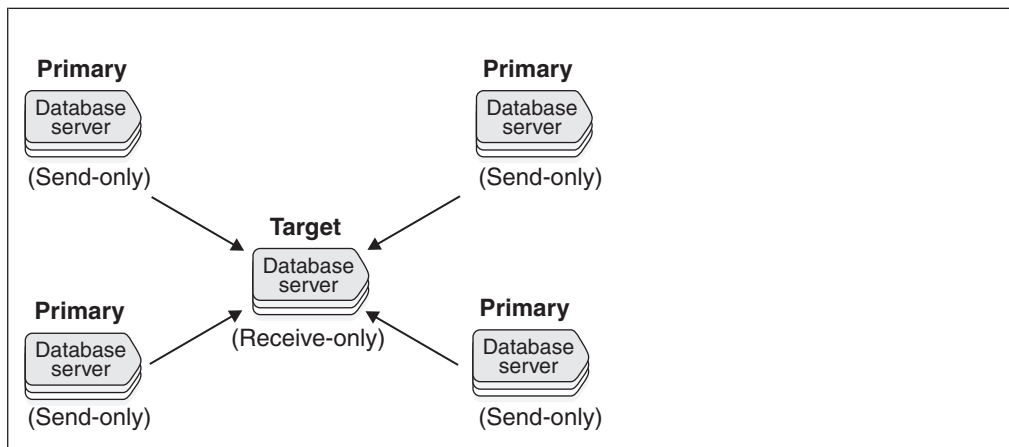 Primary
Database
server
(Send-only)
Primary
Database
server
(Send-only)
Target
Database
server
(Receive-only)
Primary
Database
server
(Send-only)
Primary
Database
server
(Send-only)